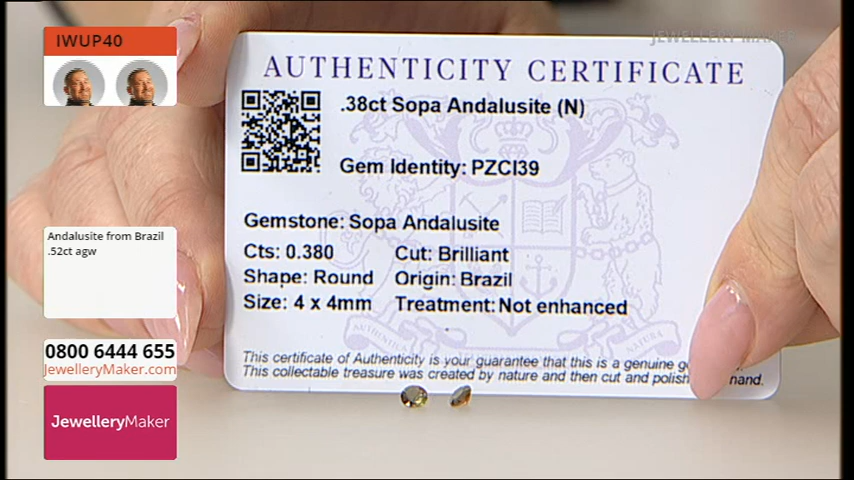 IWUP40
JEWELLERY MAKER
AUTHENTICITY CERTIFICATE
.38ct Sopa Andalusite (N)
Gem Identity: PZCI39
Gemstone: Sopa Andalusite
Cts: 0.380 Cut: Brilliant
Shape: Round Origin: Brazil
Size: 4 x 4mm Treatment: Not enhanced
This certificate of Authenticity is your guarantee that this is a genuine
This collectable treasure was created by nature and then cut and polish hand.
Andalusite from Brazil
.52ct agw
0800 6444 655
JewelleryMaker.com
JewelleryMaker